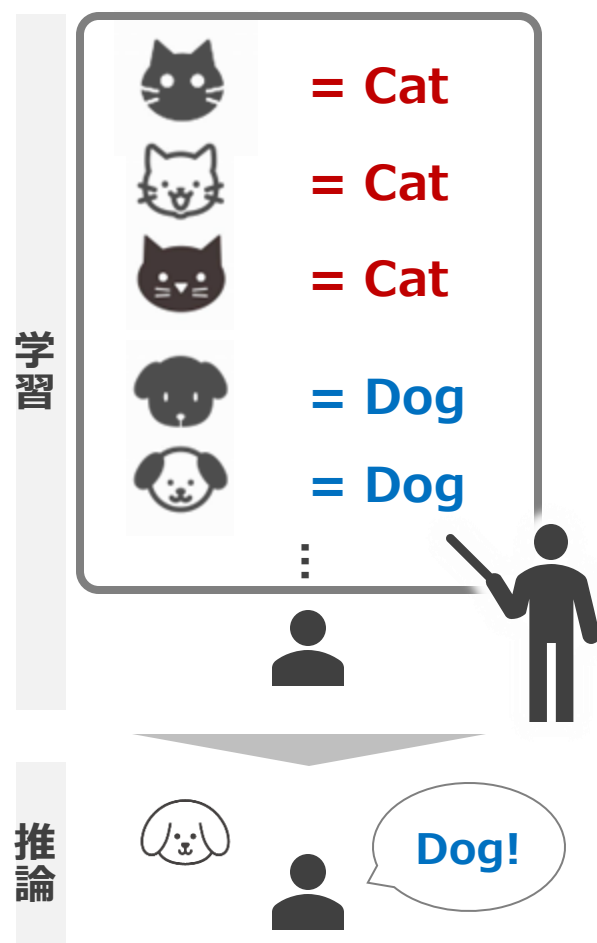 学習
= Cat
= Cat
= Cat
= Dog
= Dog
⋮
推論
Dog!